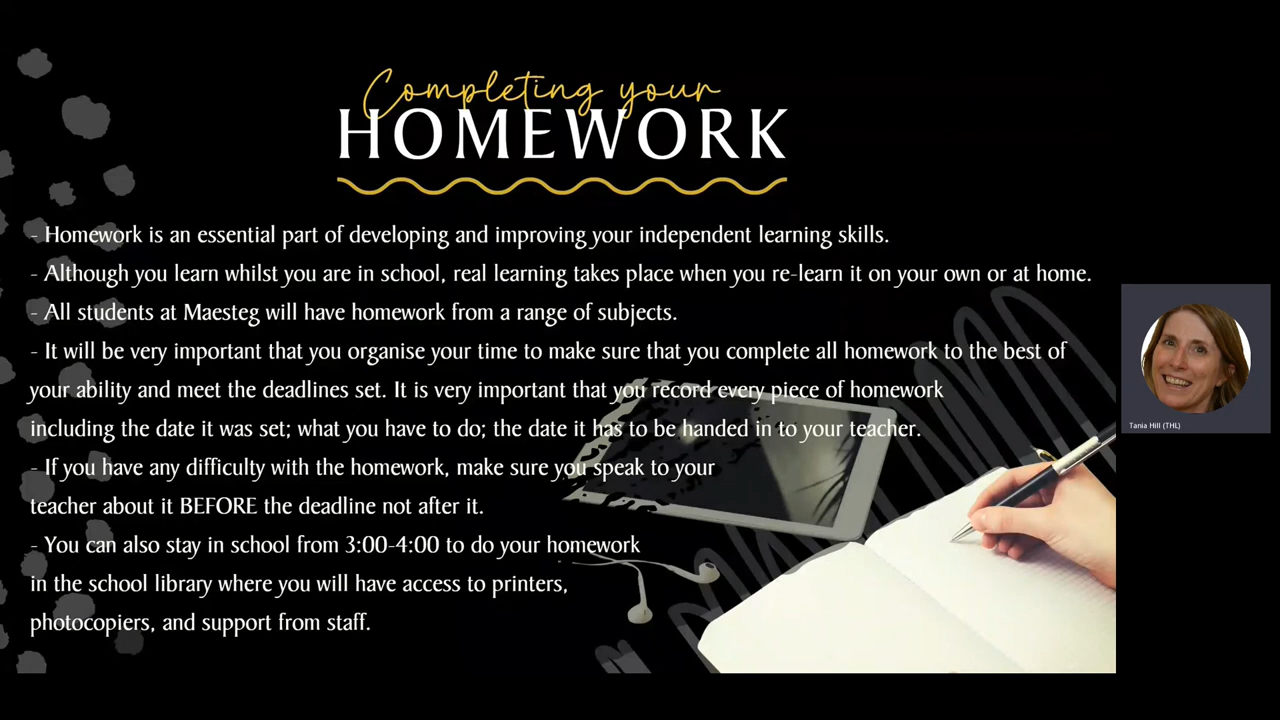 Completing your
HOMEWORK
- Homework is an essential part of developing and improving your independent learning skills.
- Although you learn whilst you are in school, real learning takes place when you re-learn it on your own or at home.
- All students at Maesteg will have homework from a range of subjects.
- It will be very important that you organise your time to make sure that you complete all homework to the best of
your ability and meet the deadlines set. It is very important that you record every piece of homework
including the date it was set; what you have to do; the date it has to be handed in to your teacher.
- If you have any difficulty with the homework, make sure you speak to your
teacher about it BEFORE the deadline not after it.
- You can also stay in school from 3:00-4:00 to do your homework
in the school library where you will have access to printers,
photocopiers, and support from staff.
Tania Hill (THL)